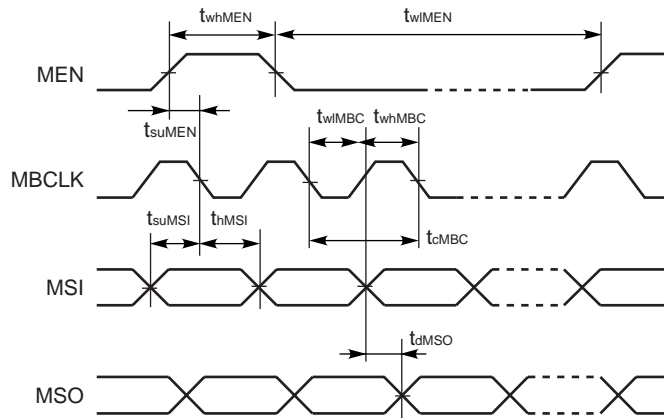 twhMEN twlMEN
MEN
tsuMEN twlMBC twhMBC
MBCLK
tsuMSI thMSI tcMBC
MSI
tdMSO
MSO